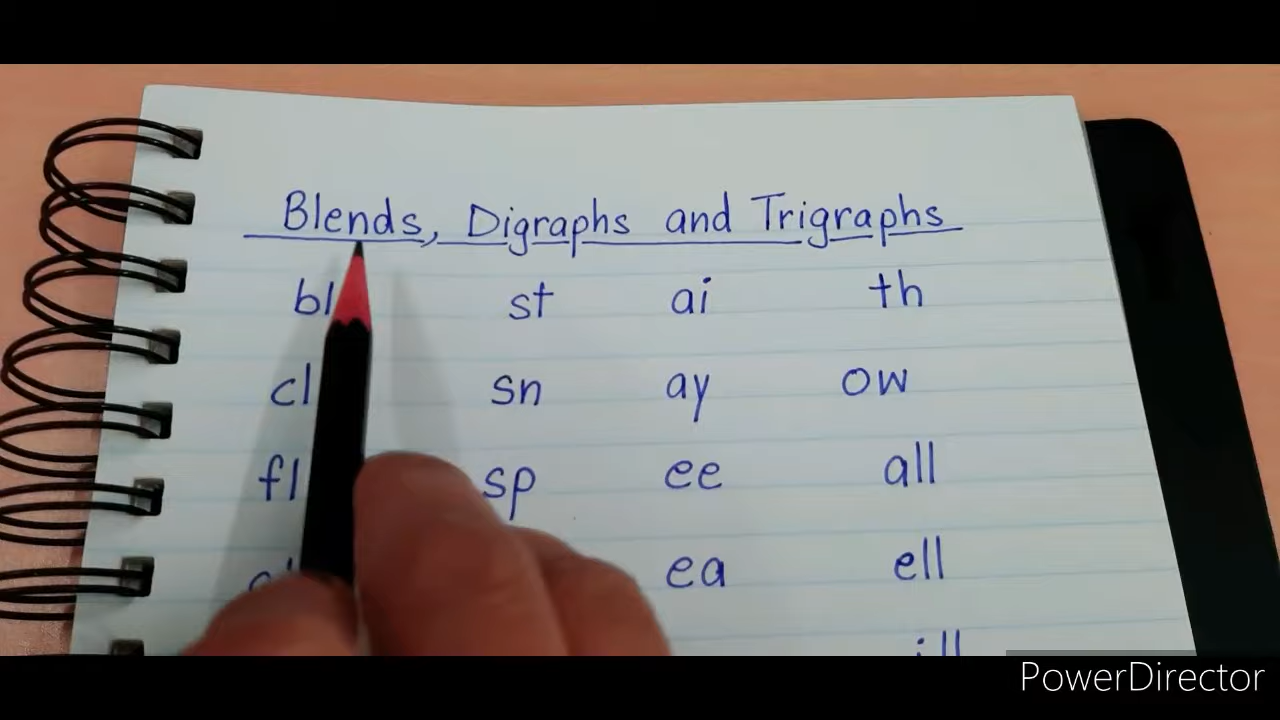 Blends, Digraphs and Trigraphs
bl st ai th
cl sn ay ow
fl sp ee all
ea ell
ill
PowerDirector